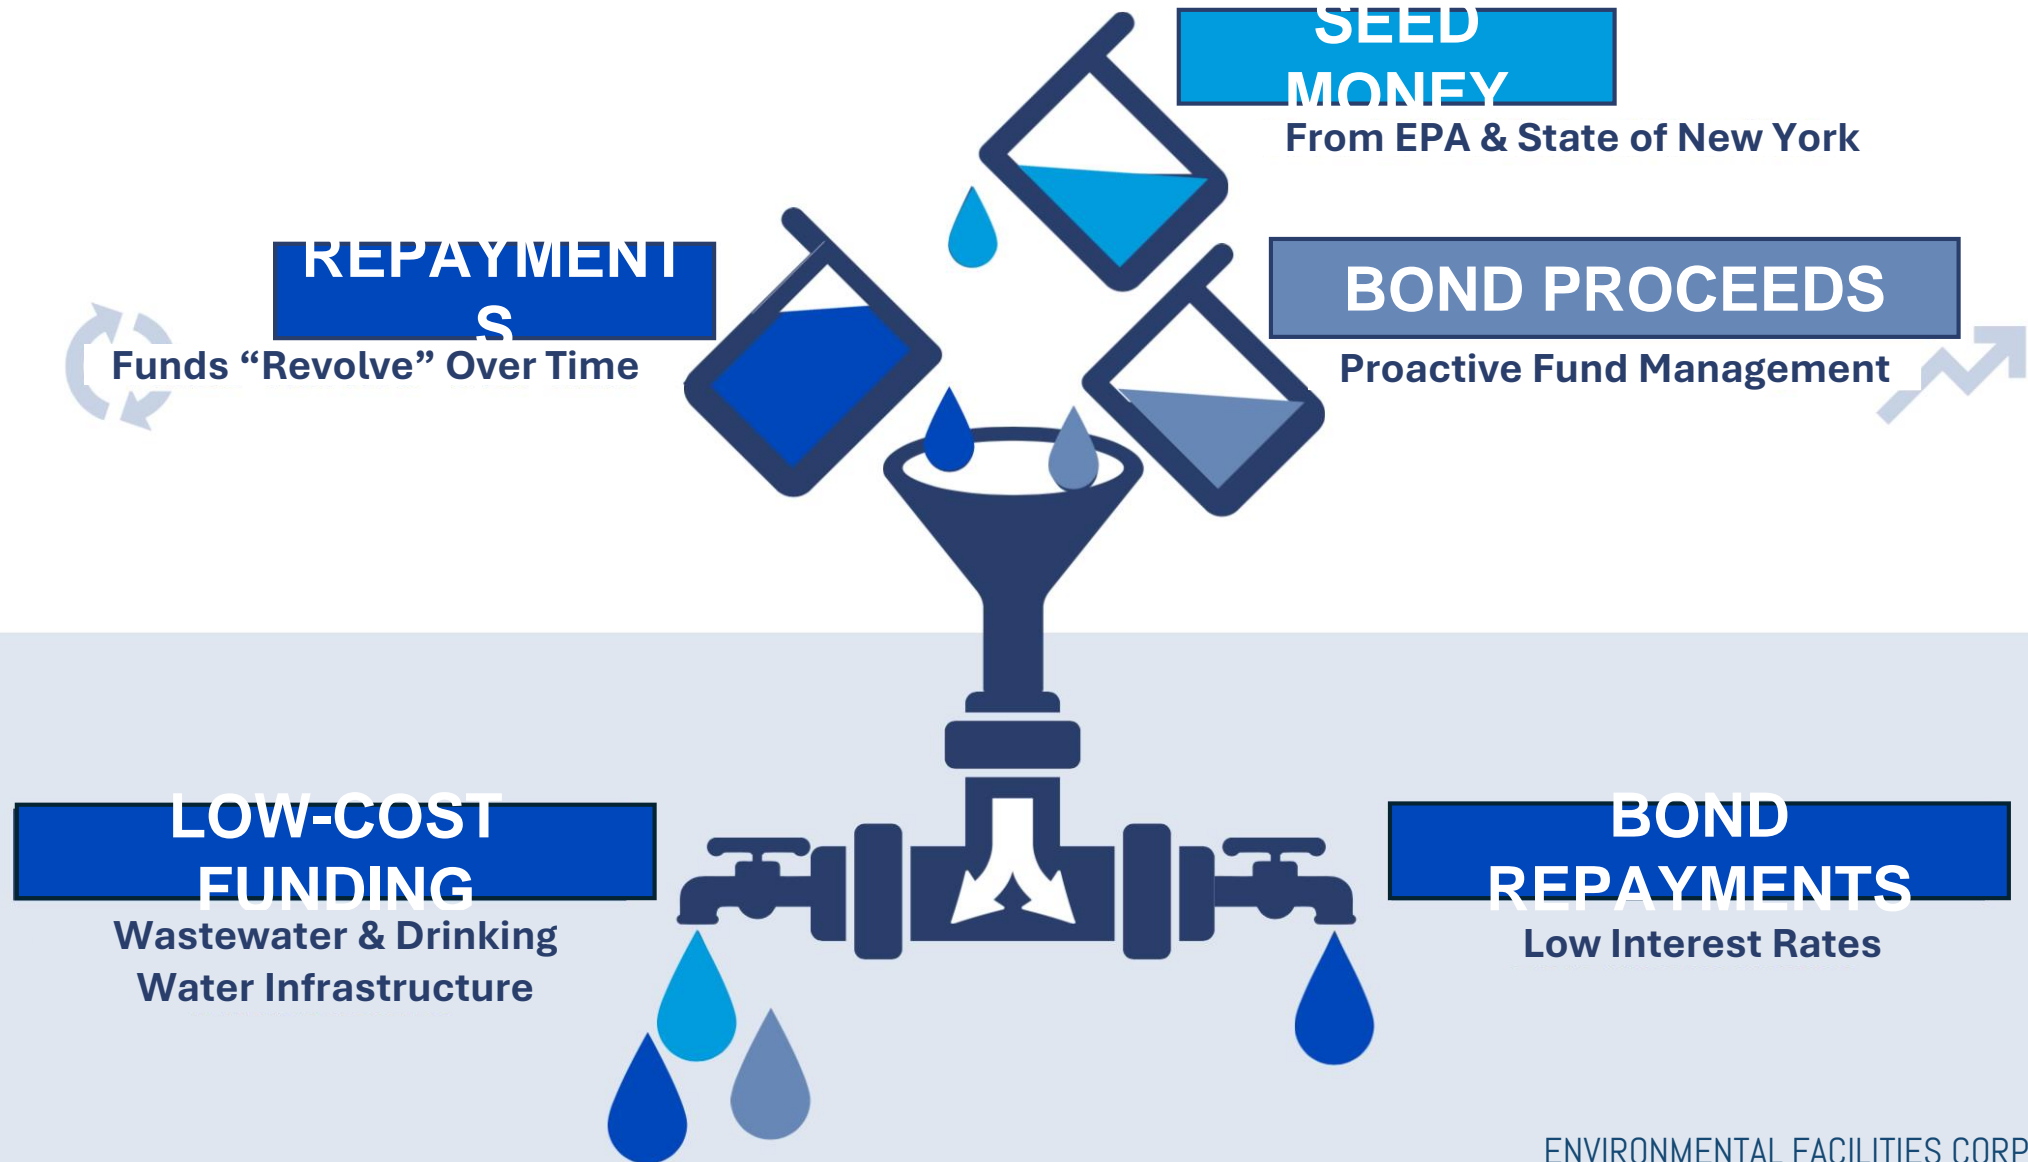 SEED
MONEY
From EPA & State of New York
REPAYMENT
S
Funds “Revolve” Over Time
BOND PROCEEDS
Proactive Fund Management
LOW-COST
FUNDING
Wastewater & Drinking
Water Infrastructure
BOND
REPAYMENTS
Low Interest Rates
ENVIRONMENTAL FACILITIES CORP